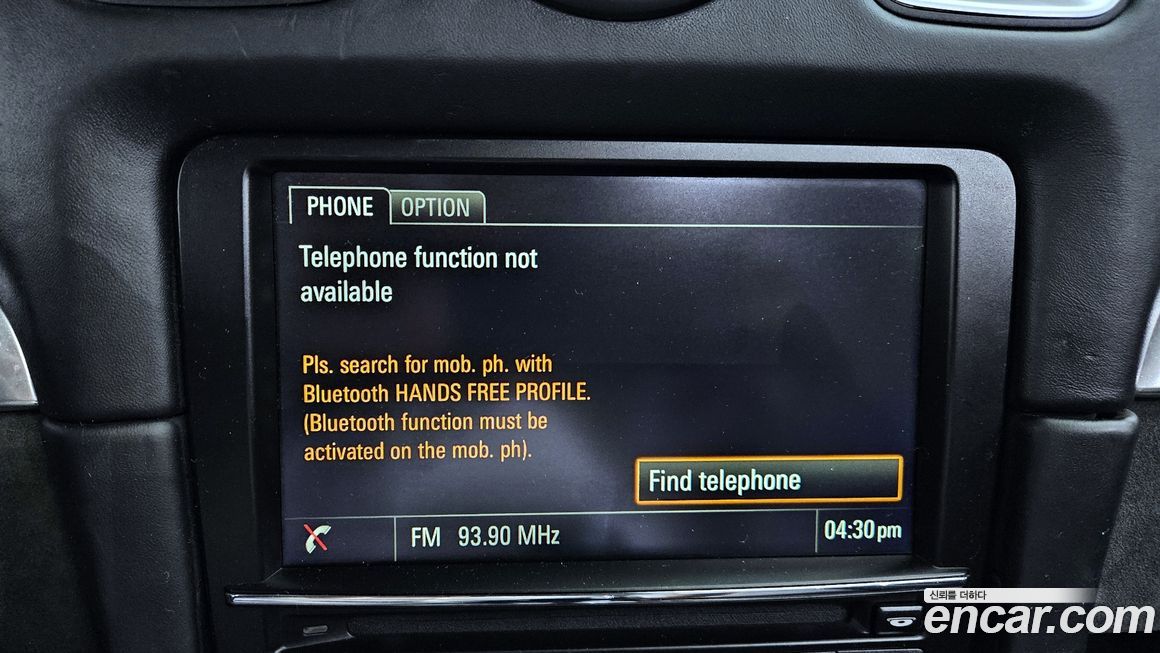 PHONE OPTION
Telephone function not
available
Pls. search for mob. ph. with
Bluetooth HANDS FREE PROFILE.
(Bluetooth function must be
activated on the mob. ph).
Find telephone
FM 93.90 MHz 04:30 pm
신뢰를 더하다
encar.com